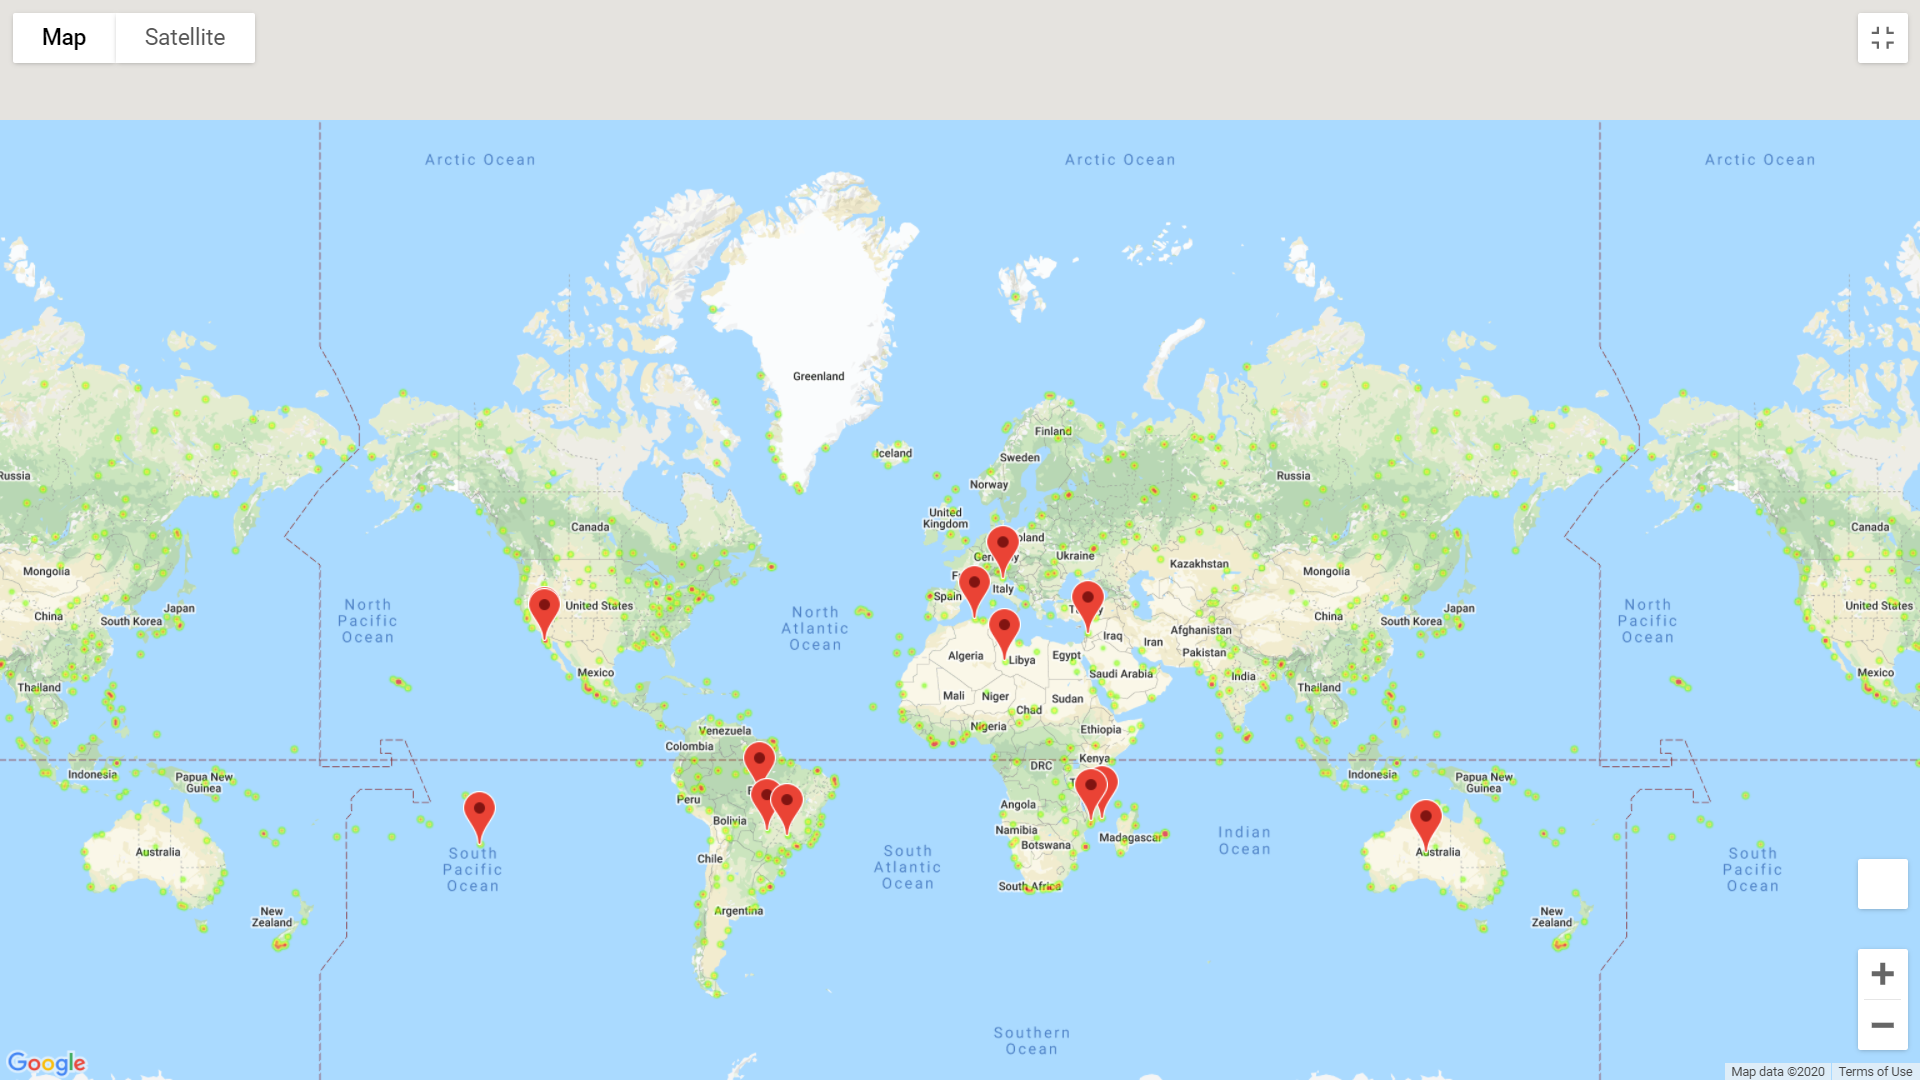 Map
Satellite
Arctic Ocean
Arctic Ocean
Arctic Ocean
Greenland
Finland
Iceland
Sweden
Russia
Russia
Norway
United
Kingdom
Canada
Canada
Ukraine
Kazakhstan
Mongolia
Mongolia
Italy
Spain
United States
United States
Japan
Japan
China
China
South Korea
South Korea
North
Pacific
Ocean
North
Atlantic
Ocean
North
Pacific
Ocean
Afghanistan
Iraq
Iran
Pakistan
Algeria
Libya
Egypt
Saudi Arabia
India
Mexico
Mexico
Thailand
Thailand
Mali
Niger
Sudan
Chad
Nigeria
Ethiopia
Venezuela
Colombia
Kenya
DRC
Indonesia
Papua New
Guinea
Indonesia
Papua New
Guinea
Peru
Bolivia
Angola
Namibia
Botswana
Madagascar
Indian
Ocean
Australia
Australia
South
Pacific
Ocean
Chile
South
Atlantic
Ocean
South Africa
South
Pacific
Ocean
Argentina
New
Zealand
New
Zealand
Southern
Ocean
Google
Map data ©2020
Terms of Use